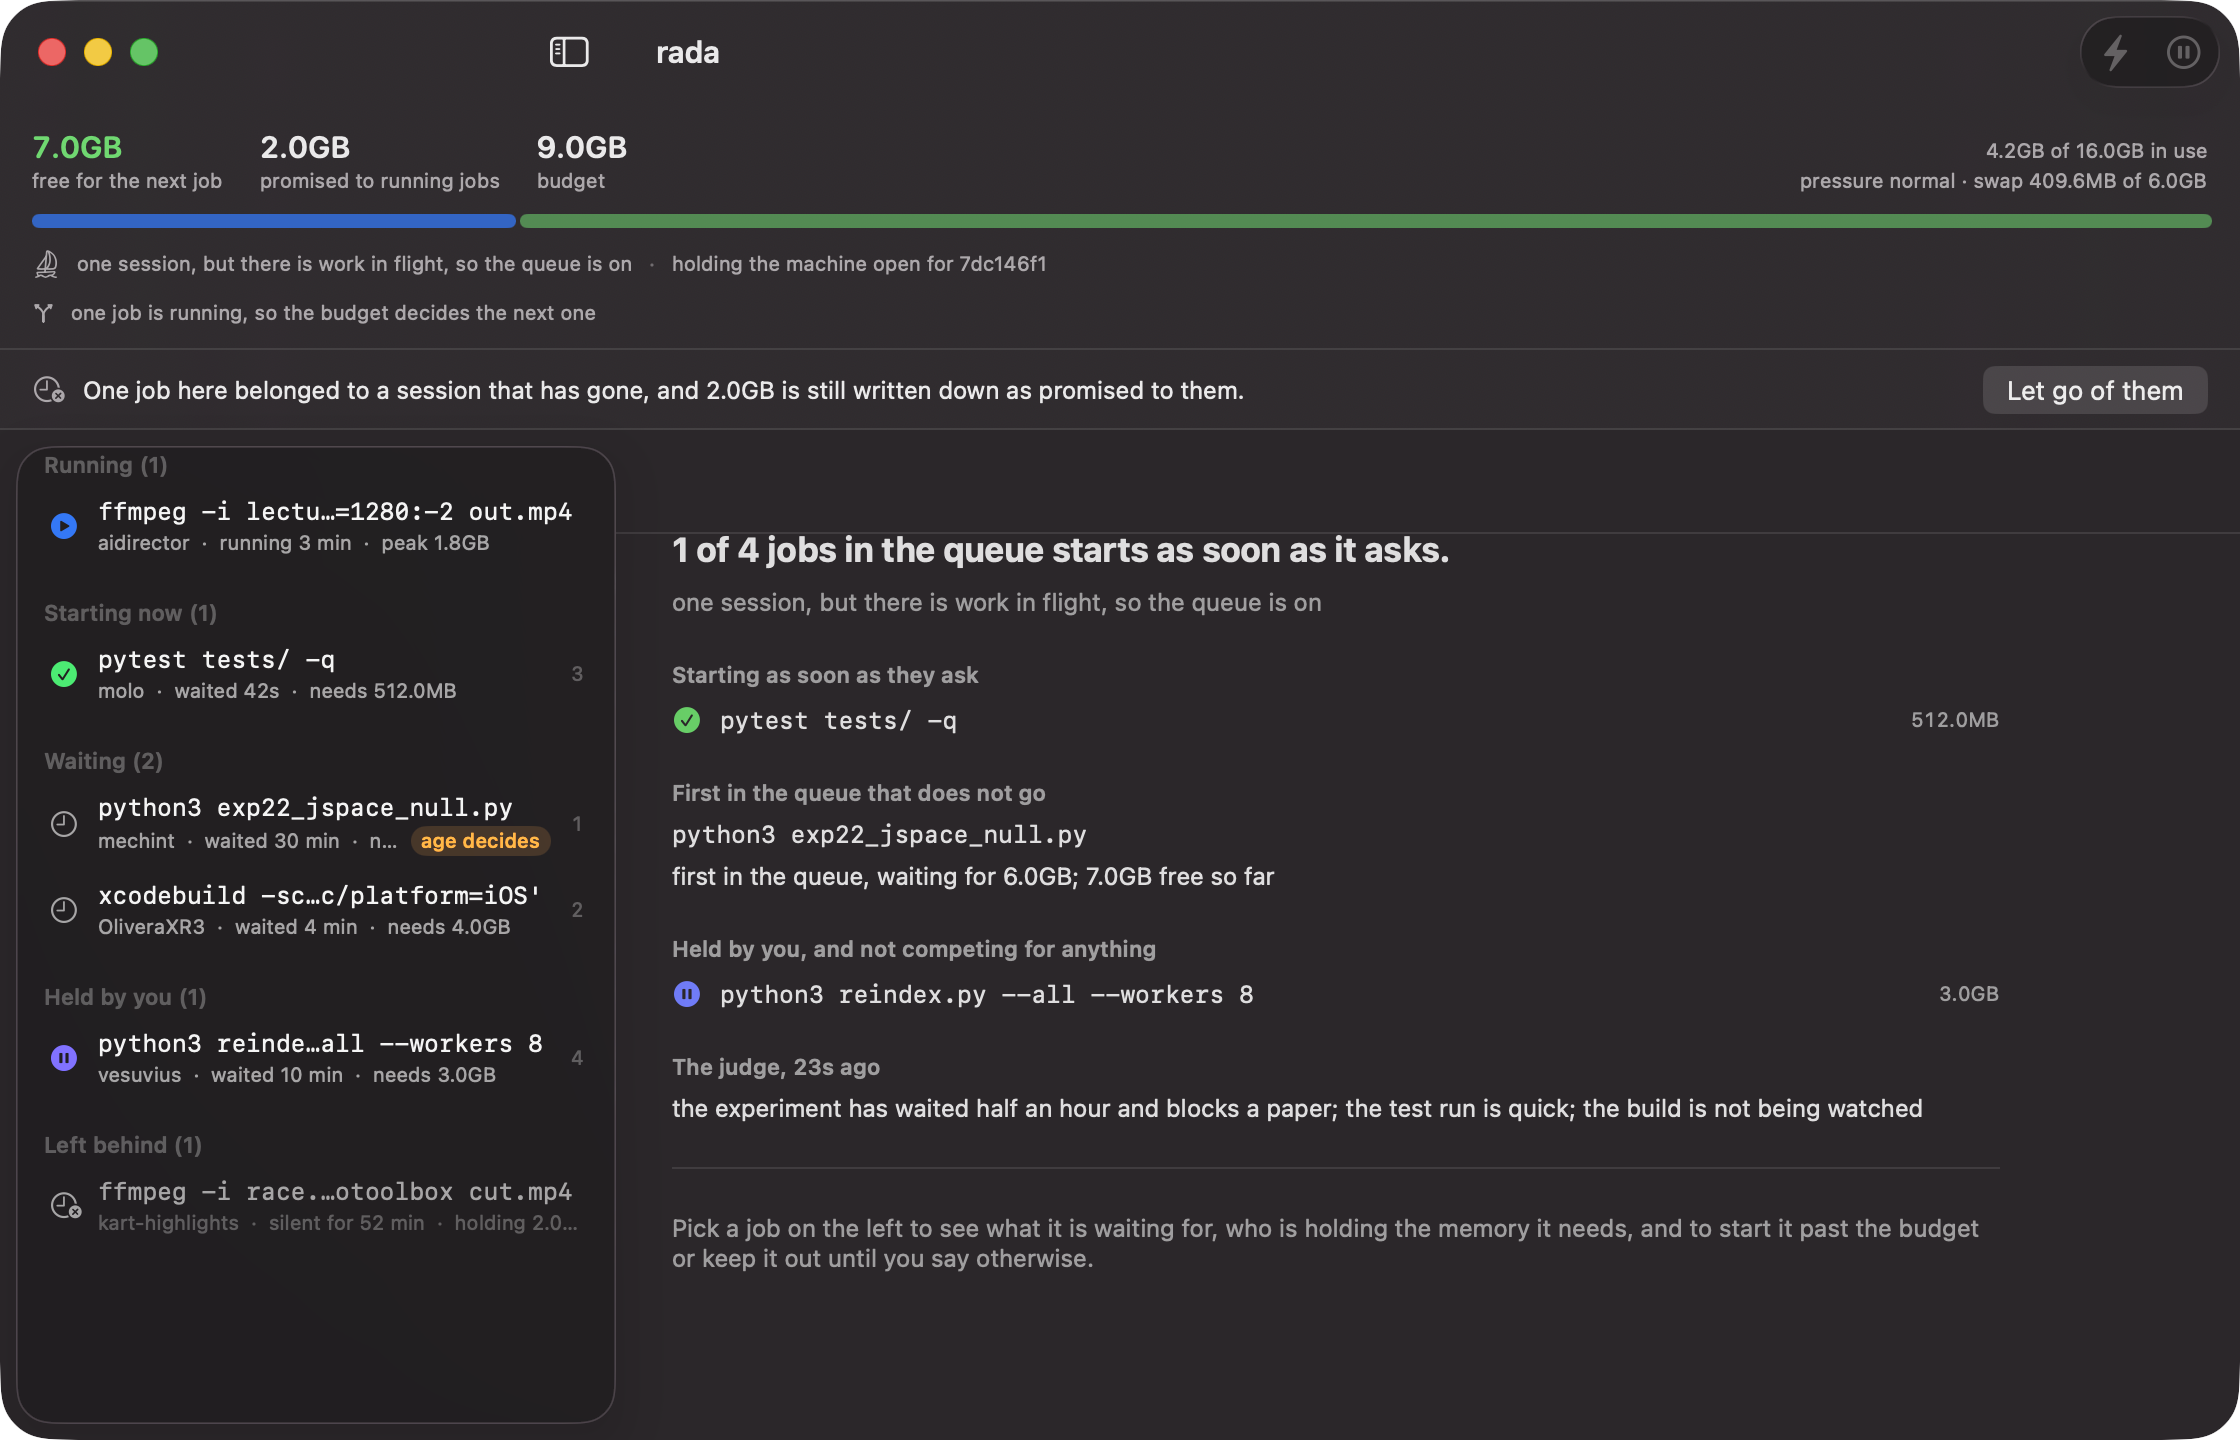 rada
7.0GB
free for the next job
2.0GB
promised to running jobs
9.0GB
budget
4.2GB of 16.0GB in use
pressure normal · swap 409.6MB of 6.0GB
one session, but there is work in flight, so the queue is on · holding the machine open for 7dc146f1
one job is running, so the budget decides the next one
One job here belonged to a session that has gone, and 2.0GB is still written down as promised to them.
Let go of them
Running (1)
ffmpeg -i lectu…=1280:-2 out.mp4
aidirector · running 3 min · peak 1.8GB
Starting now (1)
pytest tests/ -q
molo · waited 42s · needs 512.0MB
3
Waiting (2)
python3 exp22_jspace_null.py
mechint · waited 30 min · n… age decides
1
xcodebuild -sc…c/platform=iOS'
OliveraXR3 · waited 4 min · needs 4.0GB
2
Held by you (1)
python3 reinde…all --workers 8
vesuvius · waited 10 min · needs 3.0GB
4
Left behind (1)
ffmpeg -i race.…otoolbox cut.mp4
kart-highlights · silent for 52 min · holding 2.0…
1 of 4 jobs in the queue starts as soon as it asks.
one session, but there is work in flight, so the queue is on
Starting as soon as they ask
pytest tests/ -q
512.0MB
First in the queue that does not go
python3 exp22_jspace_null.py
first in the queue, waiting for 6.0GB; 7.0GB free so far
Held by you, and not competing for anything
python3 reindex.py --all --workers 8
3.0GB
The judge, 23s ago
the experiment has waited half an hour and blocks a paper; the test run is quick; the build is not being watched
Pick a job on the left to see what it is waiting for, who is holding the memory it needs, and to start it past the budget
or keep it out until you say otherwise.